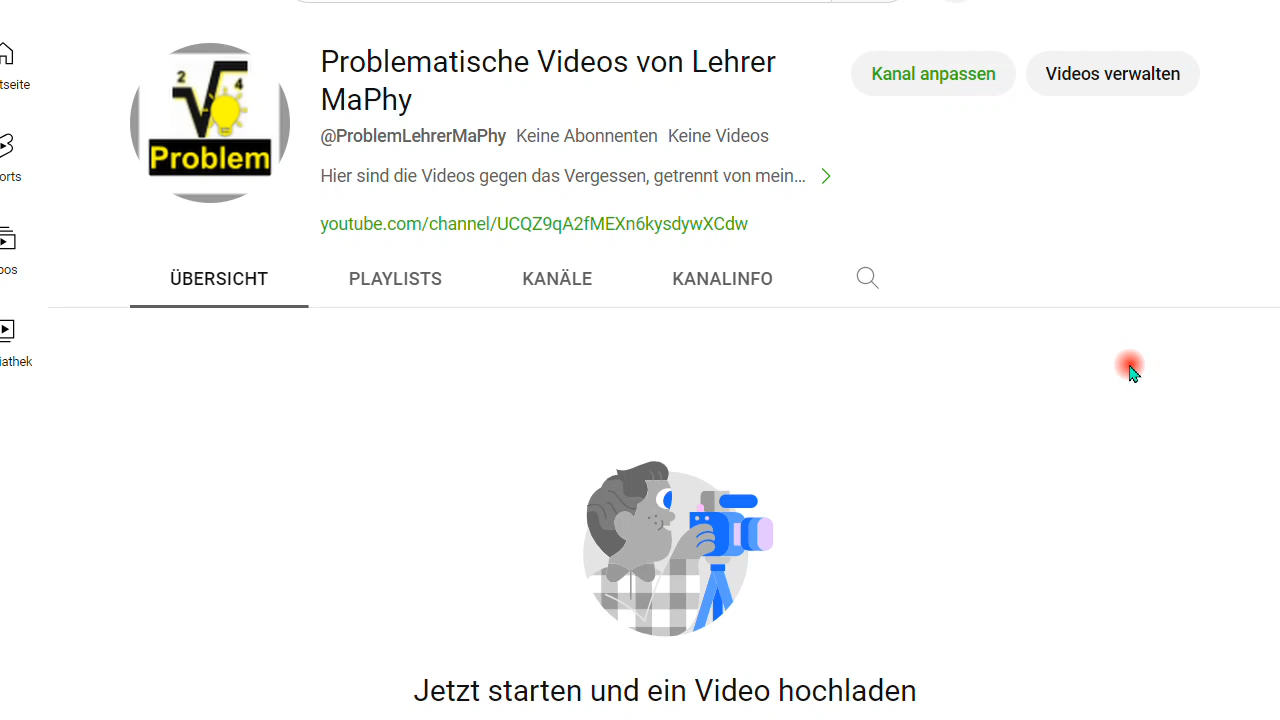 Problematische Videos von Lehrer
MaPhy
Kanal anpassen
Videos verwalten
@ProblemLehrerMaPhy Keine Abonnenten Keine Videos
Hier sind die Videos gegen das Vergessen, getrennt von mein...
youtube.com/channel/UCQZ9qA2fMEXn6kysdywXCdw
ÜBERSICHT
PLAYLISTS
KANÄLE
KANALINFO
2
4
Problem
tseite
orts
eos
iathek
Jetzt starten und ein Video hochladen